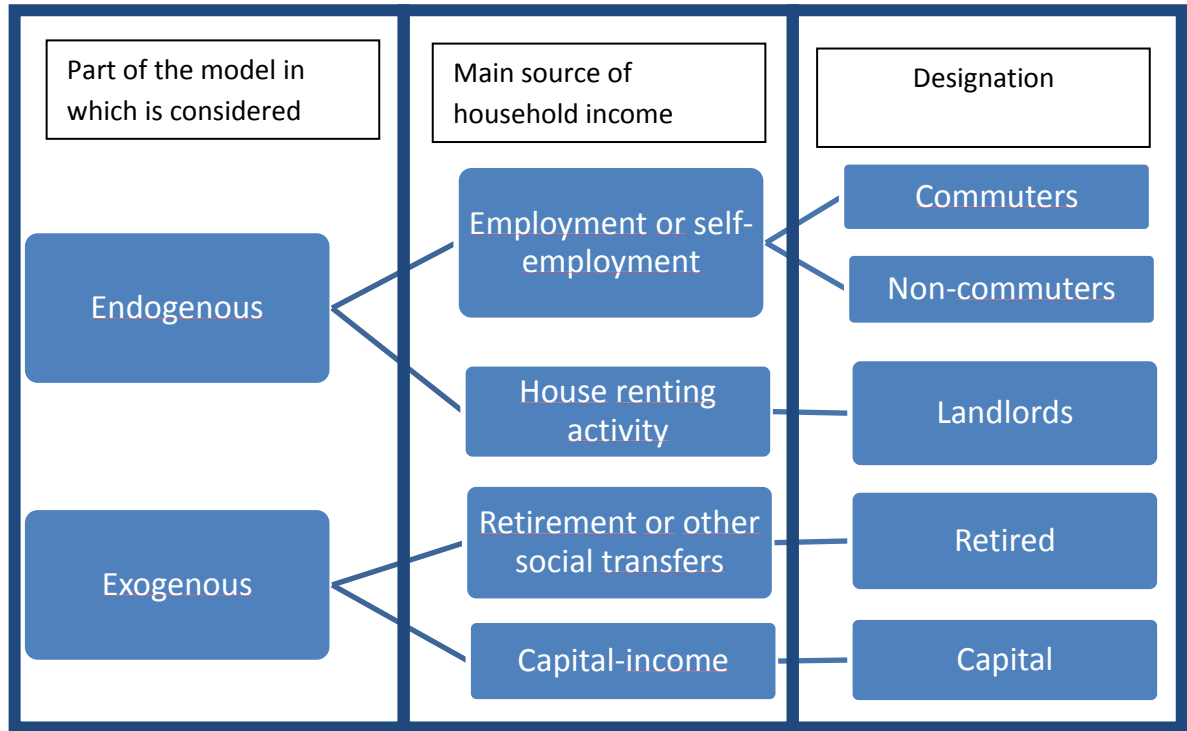 Part of the model in
which is considered
Main source of
household income
Designation
Endogenous
Employment or self-
employment
Commuters
Non-commuters
House renting
activity
Landlords
Exogenous
Retirement or other
social transfers
Retired
Capital-income
Capital